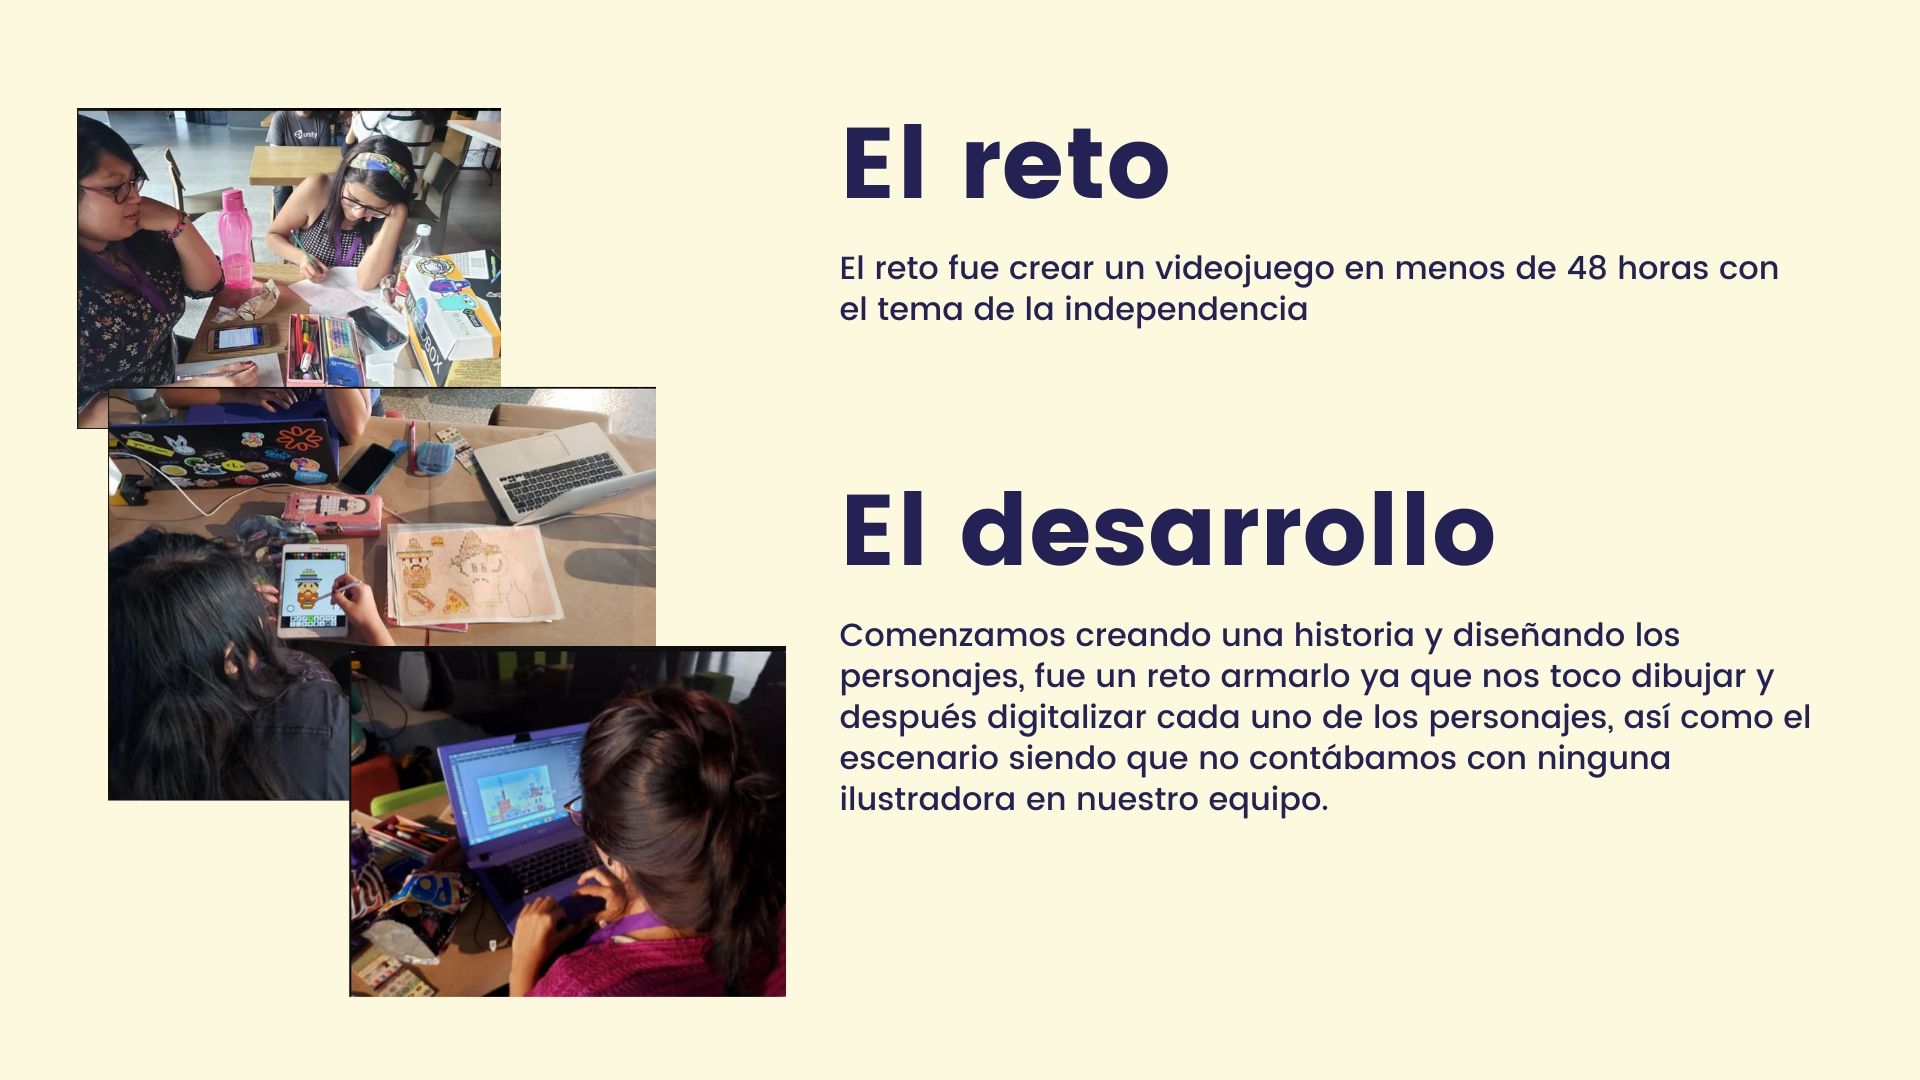 unity
El reto
El reto fue crear un videojuego en menos de 48 horas con
el tema de la independencia
El desarrollo
Comenzamos creando una historia y diseñando los
personajes, fue un reto armarlo ya que nos toco dibujar y
después digitalizar cada uno de los personajes, así como el
escenario siendo que no contábamos con ninguna
ilustradora en nuestro equipo.